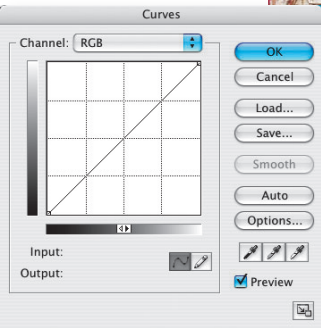 Curves
Channel: RGB
OK
Cancel
Load...
Save...
Smooth
Auto
Options...
Input:
Output:
Preview